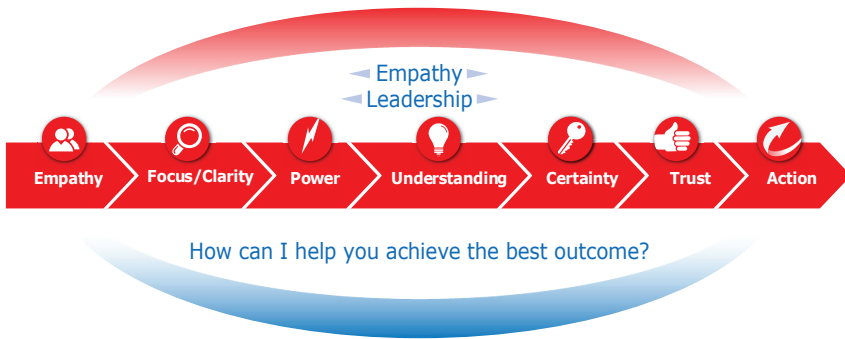 Empathy
Leadership
Empathy
Focus/Clarity
Power
Understanding
Certainty
Trust
Action
How can I help you achieve the best outcome?